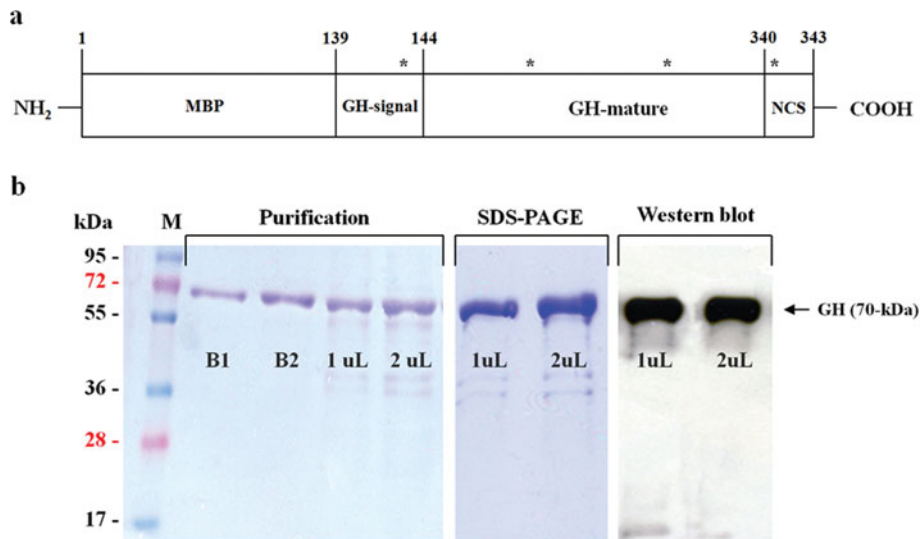 a
1 139 144 340 343
* * * *
NH2 MBP GH-signal GH-mature NCS COOH
b
kDa M Purification SDS-PAGE Western blot
95 -
72 -
55 - GH (70-kDa)
B1 B2 1 uL 2 uL 1uL 2uL 1uL 2uL
36 -
28 -
17 -